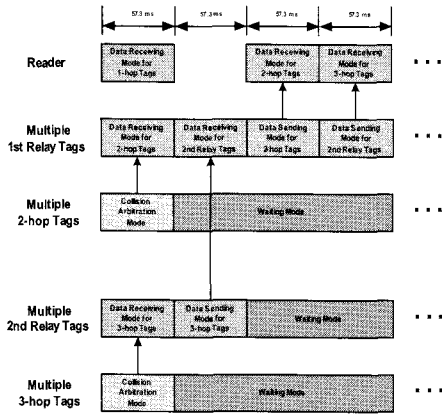 57.3 ms 57.3 ms 57.3 ms 57.3 ms
Reader
Data Receiving
Mode for
1-hop Tags
Data Receiving
Mode for
2-hop Tags
Data Receiving
Mode for
3-hop Tags
Multiple
1st Relay Tags
Data Receiving
Mode for
2-hop Tags
Data Receiving
Mode for
2nd Relay Tags
Data Sending
Mode for
2-hop Tags
Data Sending
Mode for
2nd Relay Tags
Multiple
2-hop Tags
Collision
Arbitration
Mode
Waiting Mode
Multiple
2nd Relay Tags
Data Receiving
Mode for
3-hop Tags
Data Sending
Mode for
3-hop Tags
Waiting Mode
Multiple
3-hop Tags
Collision
Arbitration
Mode
Waiting Mode